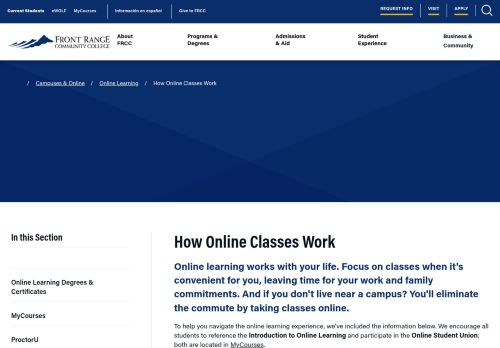 Current Students eWOLF MyCourses Información en español Give to FRCC REQUEST INFO VISIT APPLY
FRONT RANGE
COMMUNITY COLLEGE
About
FRCC
Programs &
Degrees
Admissions
& Aid
Student
Experience
Business &
Community
/ Campuses & Online / Online Learning / How Online Classes Work
In this Section
Online Learning Degrees &
Certificates
MyCourses
ProctorU
How Online Classes Work
Online learning works with your life. Focus on classes when it's
convenient for you, leaving time for your work and family
commitments. And if you don't live near a campus? You'll eliminate
the commute by taking classes online.
To help you navigate the online learning experience, we've included the information below. We encourage all
students to reference the Introduction to Online Learning and participate in the Online Student Union;
both are located in MyCourses.